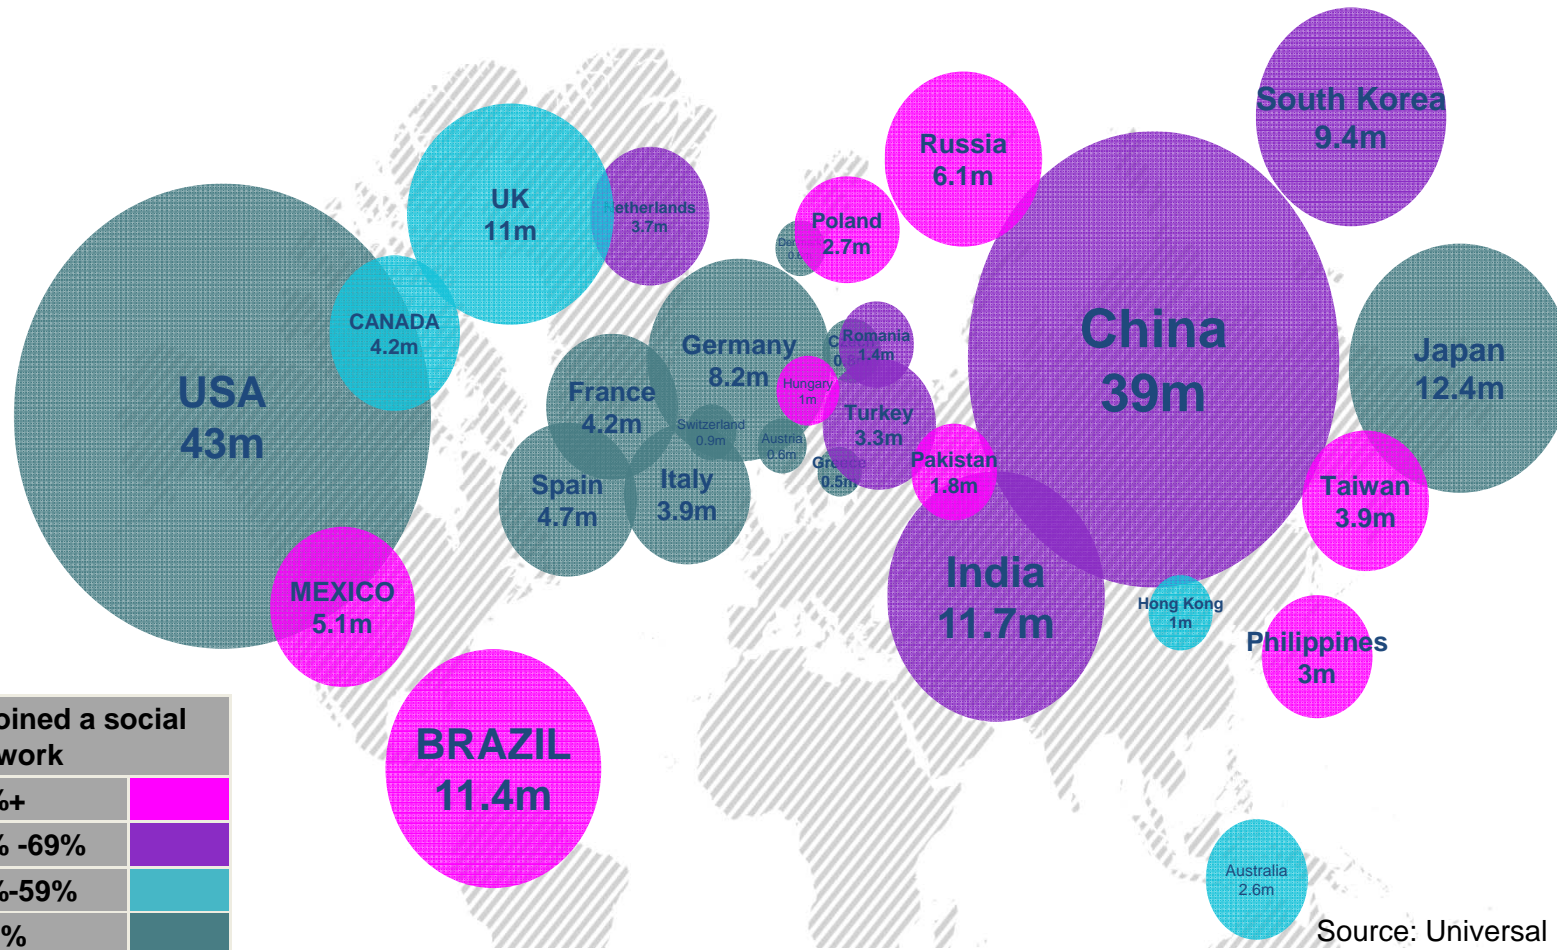 South Korea
9.4m
Russia
6.1m
UK
11m
Netherlands
3.7m
Poland
2.7m
CANADA
4.2m
China
39m
Germany
8.2m
Romania
1.4m
Japan
12.4m
USA
43m
France
4.2m
Hungary
1m
Switzerland
0.9m
Austria
0.6m
Turkey
3.3m
Greece
0.5m
Pakistan
1.8m
Spain
4.7m
Italy
3.9m
Taiwan
3.9m
MEXICO
5.1m
India
11.7m
Hong Kong
1m
Philippines
3m
BRAZIL
11.4m
Australia
2.6m
oined a social
work
%+
% -69%
%-59%
%
Source: Universal